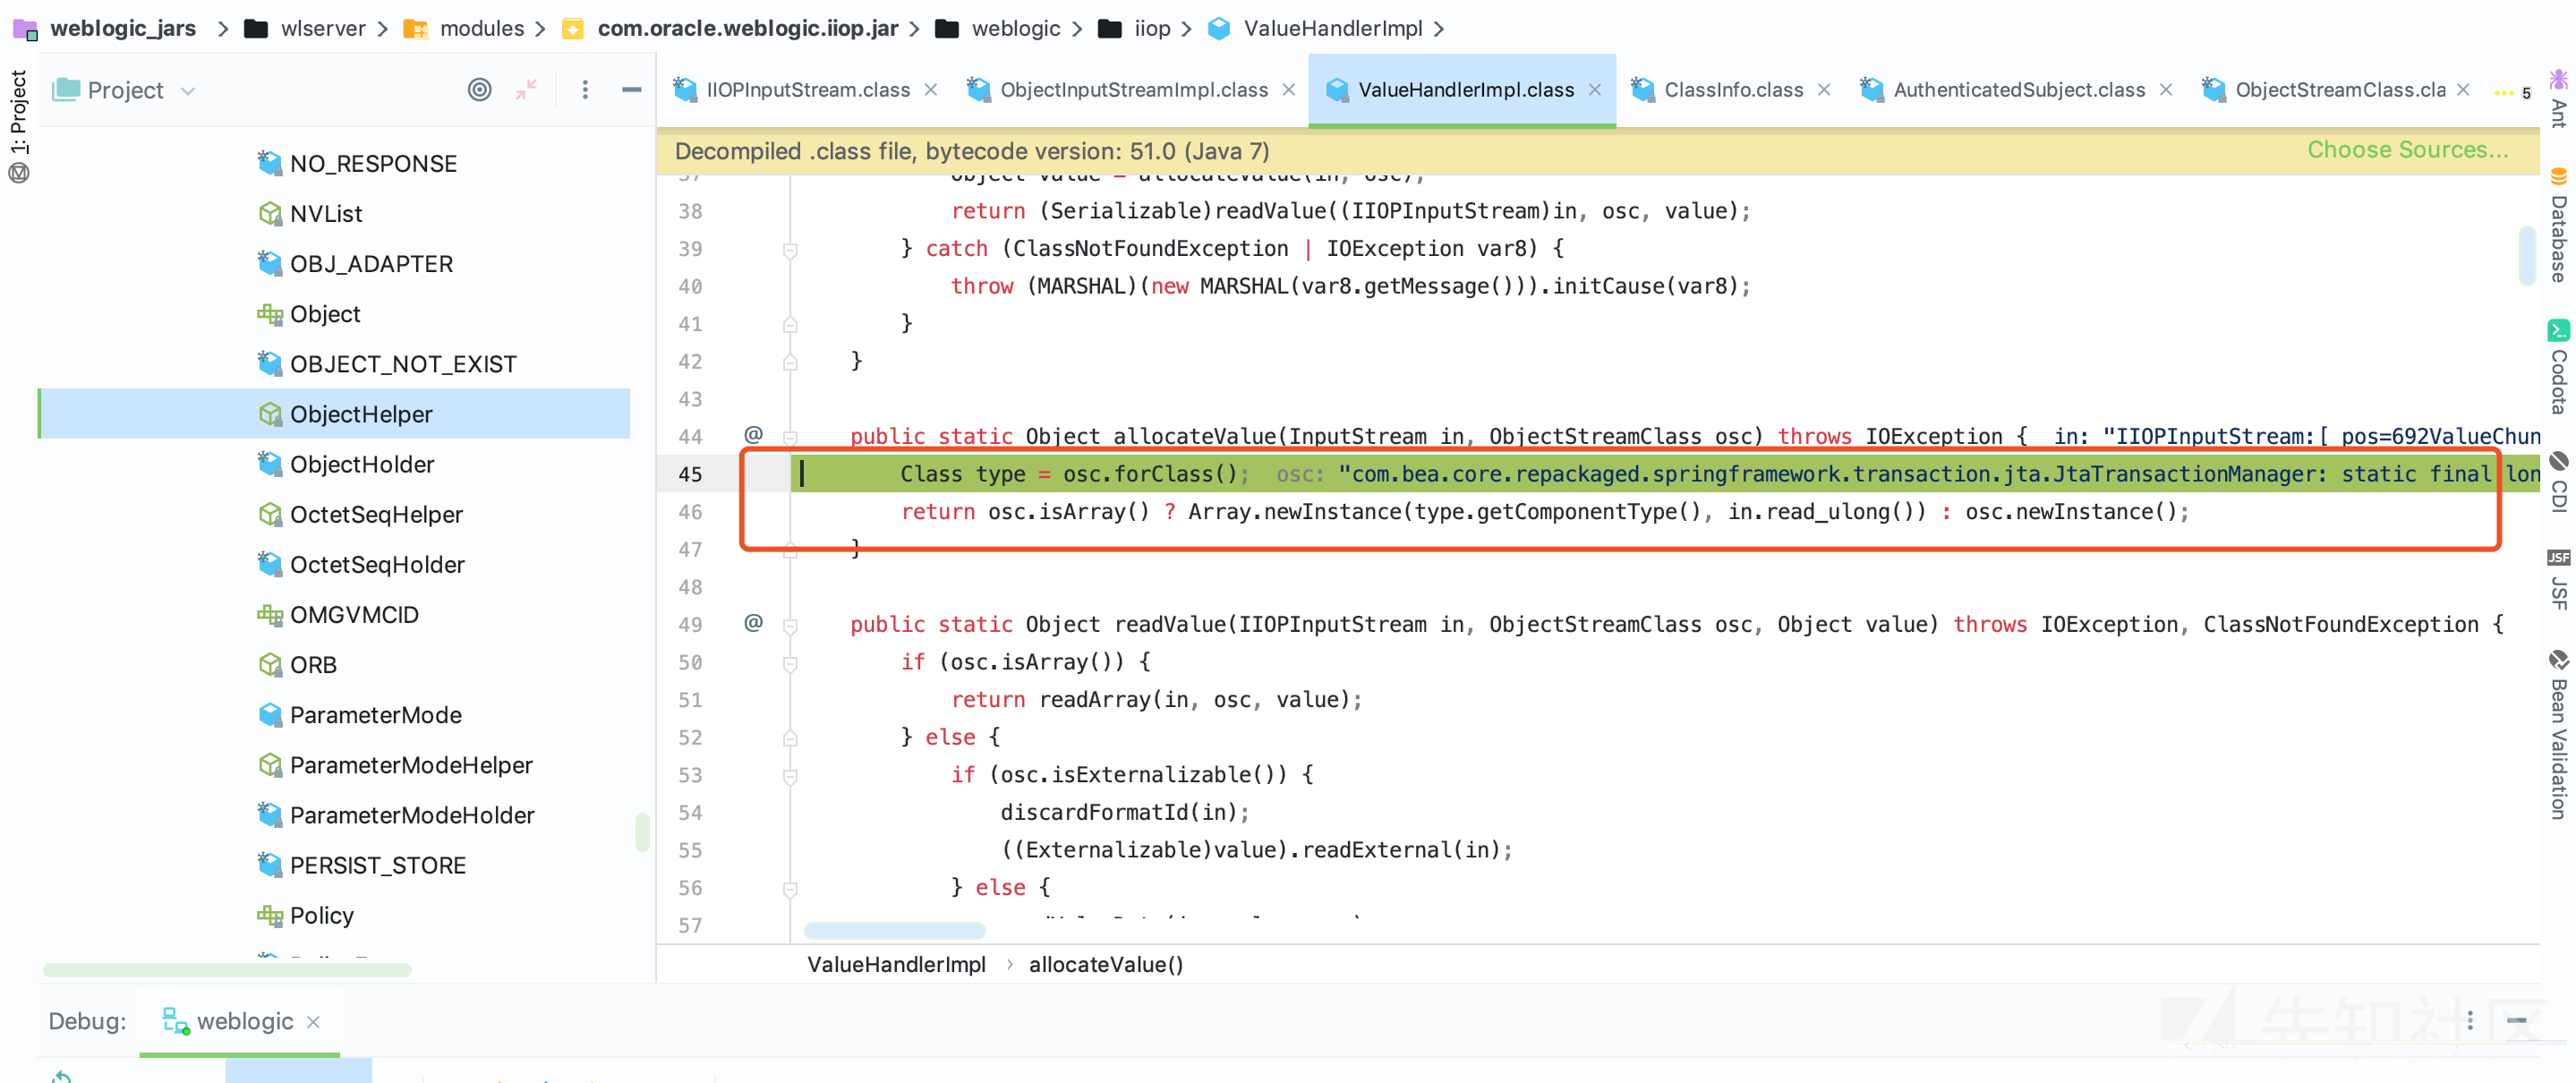 weblogic_jars > wlserver > modules > com.oracle.weblogic.iiop.jar > weblogic > iiop > ValueHandlerImpl >
1: Project
Project
NO_RESPONSE
NVList
OBJ_ADAPTER
Object
OBJECT_NOT_EXIST
ObjectHelper
ObjectHolder
OctetSeqHelper
OctetSeqHolder
OMGVMCID
ORB
ParameterMode
ParameterModeHelper
ParameterModeHolder
PERSIST_STORE
Policy
IIOPInputStream.class × ObjectInputStreamImpl.class × ValueHandlerImpl.class × ClassInfo.class × AuthenticatedSubject.class × ObjectStreamClass.cla × 5
Decompiled .class file, bytecode version: 51.0 (Java 7) Choose Sources...
37 Object value = allocateValue(in, osc);
38 return (Serializable)readValue((IIOPInputStream)in, osc, value);
39 } catch (ClassNotFoundException | IOException var8) {
40 throw (MARSHAL)(new MARSHAL(var8.getMessage())).initCause(var8);
41 }
42 }
43
44 @ public static Object allocateValue(InputStream in, ObjectStreamClass osc) throws IOException { in: "IIOPInputStream:[ pos=692ValueChun
45 Class type = osc.forClass(); osc: "com.bea.core.repackaged.springframework.transaction.jta.JtaTransactionManager: static final lon
46 return osc.isArray() ? Array.newInstance(type.getComponentType(), in.read_ulong()) : osc.newInstance();
47 }
48
49 @ public static Object readValue(IIOPInputStream in, ObjectStreamClass osc, Object value) throws IOException, ClassNotFoundException {
50 if (osc.isArray()) {
51 return readArray(in, osc, value);
52 } else {
53 if (osc.isExternalizable()) {
54 discardFormatId(in);
55 ((Externalizable)value).readExternal(in);
56 } else {
57
ValueHandlerImpl > allocateValue()
Ant
Database
Codota
CDI
JSF
JSF
Bean Validation
Debug: weblogic ×
先知社区